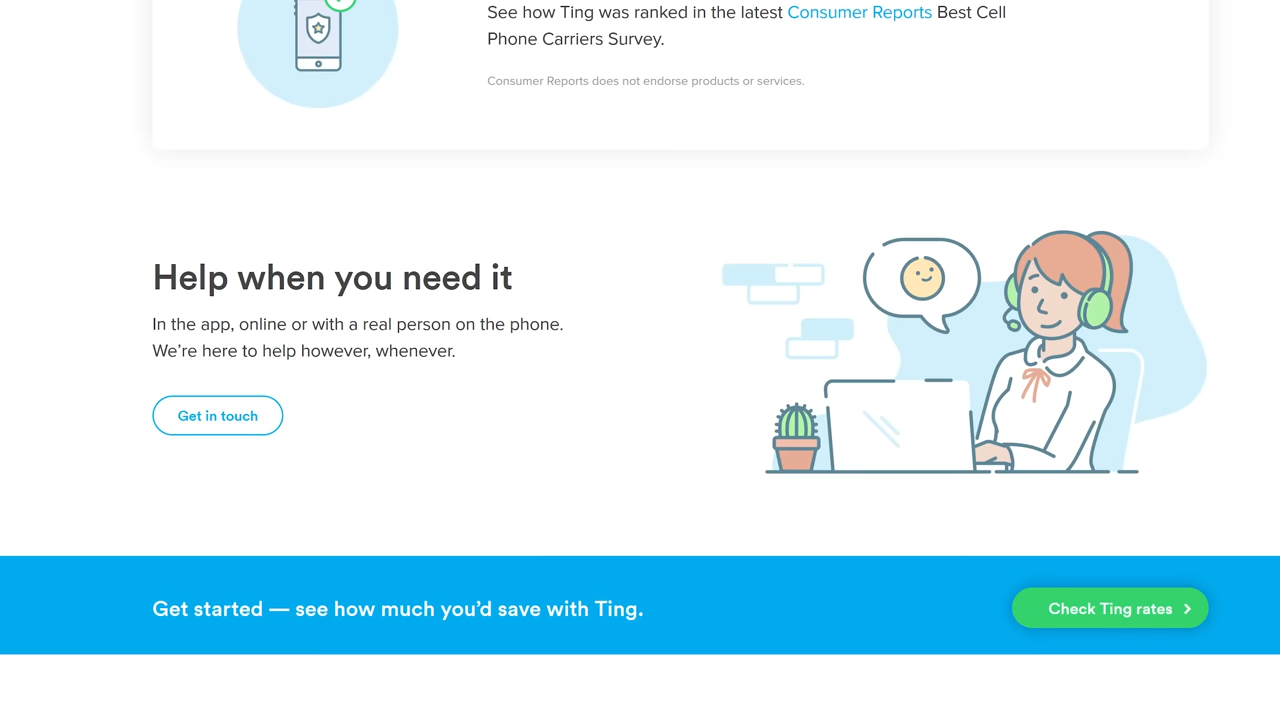 See how Ting was ranked in the latest Consumer Reports Best Cell
Phone Carriers Survey.
Consumer Reports does not endorse products or services.
Help when you need it
In the app, online or with a real person on the phone.
We’re here to help however, whenever.
Get in touch
Get started — see how much you’d save with Ting.
Check Ting rates